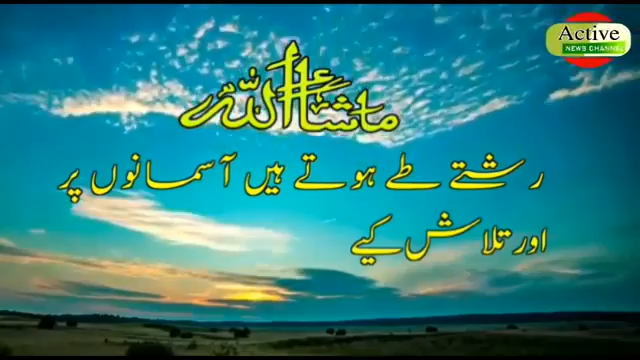 Active
NEWS CHANNEL
ماشاءاللہ
رشتے طے ہوتے ہیں آسمانوں پر
اور تلاش کیے